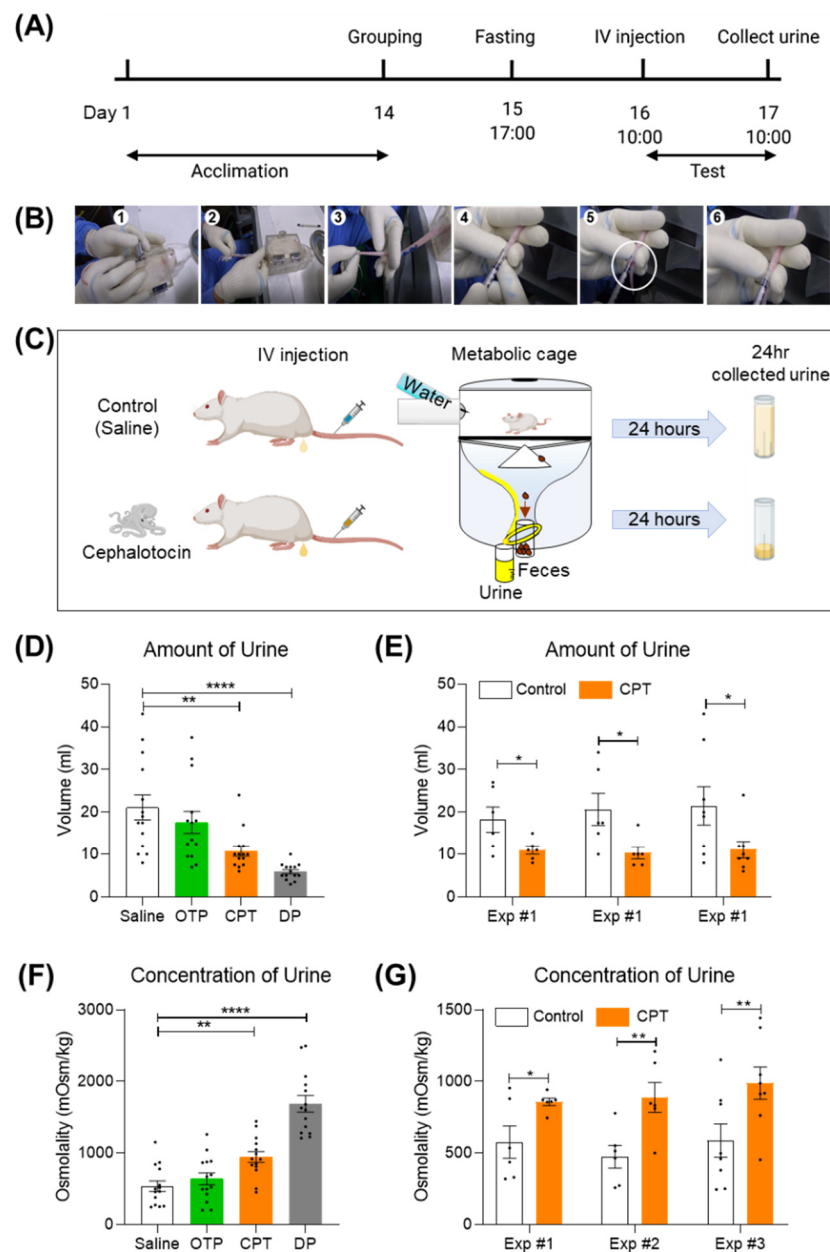 (A)
Grouping Fasting IV injection Collect urine
Day 1 14 15 16 17
17:00 10:00 10:00
Acclimation Test
(B)
1 2 3 4 5 6
(C)
IV injection Metabolic cage 24hr
collected urine
Control
(Saline)
Water
24 hours
Cephalotocin
24 hours
Feces
Urine
(D) Amount of Urine
**** 
**
Volume (ml)
50
40
30
20
10
0
Saline OTP CPT DP
(E) Amount of Urine
Control CPT
* * *
Volume (ml)
50
40
30
20
10
0
Exp #1 Exp #1 Exp #1
(F) Concentration of Urine
****
**
Osmolality (mOsm/kg)
3000
2000
1000
0
Saline OTP CPT DP
(G) Concentration of Urine
Control CPT
* ** **
Osmolality (mOsm/kg)
1500
1000
500
0
Exp #1 Exp #2 Exp #3